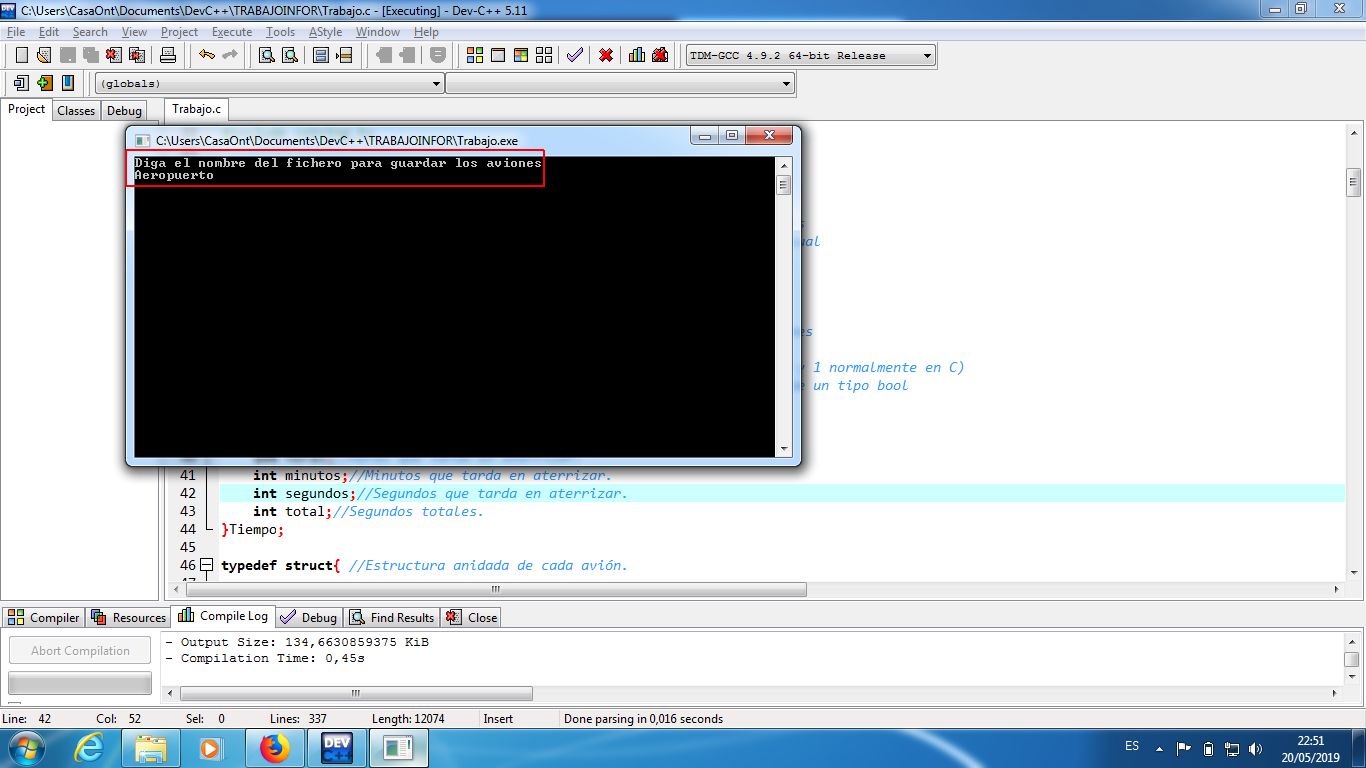 C:\Users\CasaOnt\Documents\DevC++\TRABAJOINFOR\Trabajo.c - [Executing] - Dev-C++ 5.11
File Edit Search View Project Execute Tools AStyle Window Help
TDM-GCC 4.9.2 64-bit Release
(globals)
Project Classes Debug Trabajo.c
C:\Users\CasaOnt\Documents\DevC++\TRABAJOINFOR\Trabajo.exe
Diga el nombre del fichero para guardar los aviones
Aeropuerto
1 normalmente en C)
un tipo bool
41 int minutos;//Minutos que tarda en aterrizar.
42 int segundos;//Segundos que tarda en aterrizar.
43 int total;//Segundos totales.
44 }Tiempo;
45
46 typedef struct{ //Estructura anidada de cada avión.
Compiler Resources Compile Log Debug Find Results Close
Abort Compilation
- Output Size: 134,6630859375 KiB
- Compilation Time: 0,45s
Line: 42 Col: 52 Sel: 0 Lines: 337 Length: 12074 Insert Done parsing in 0,016 seconds
DEV C++
ES
22:51
20/05/2019